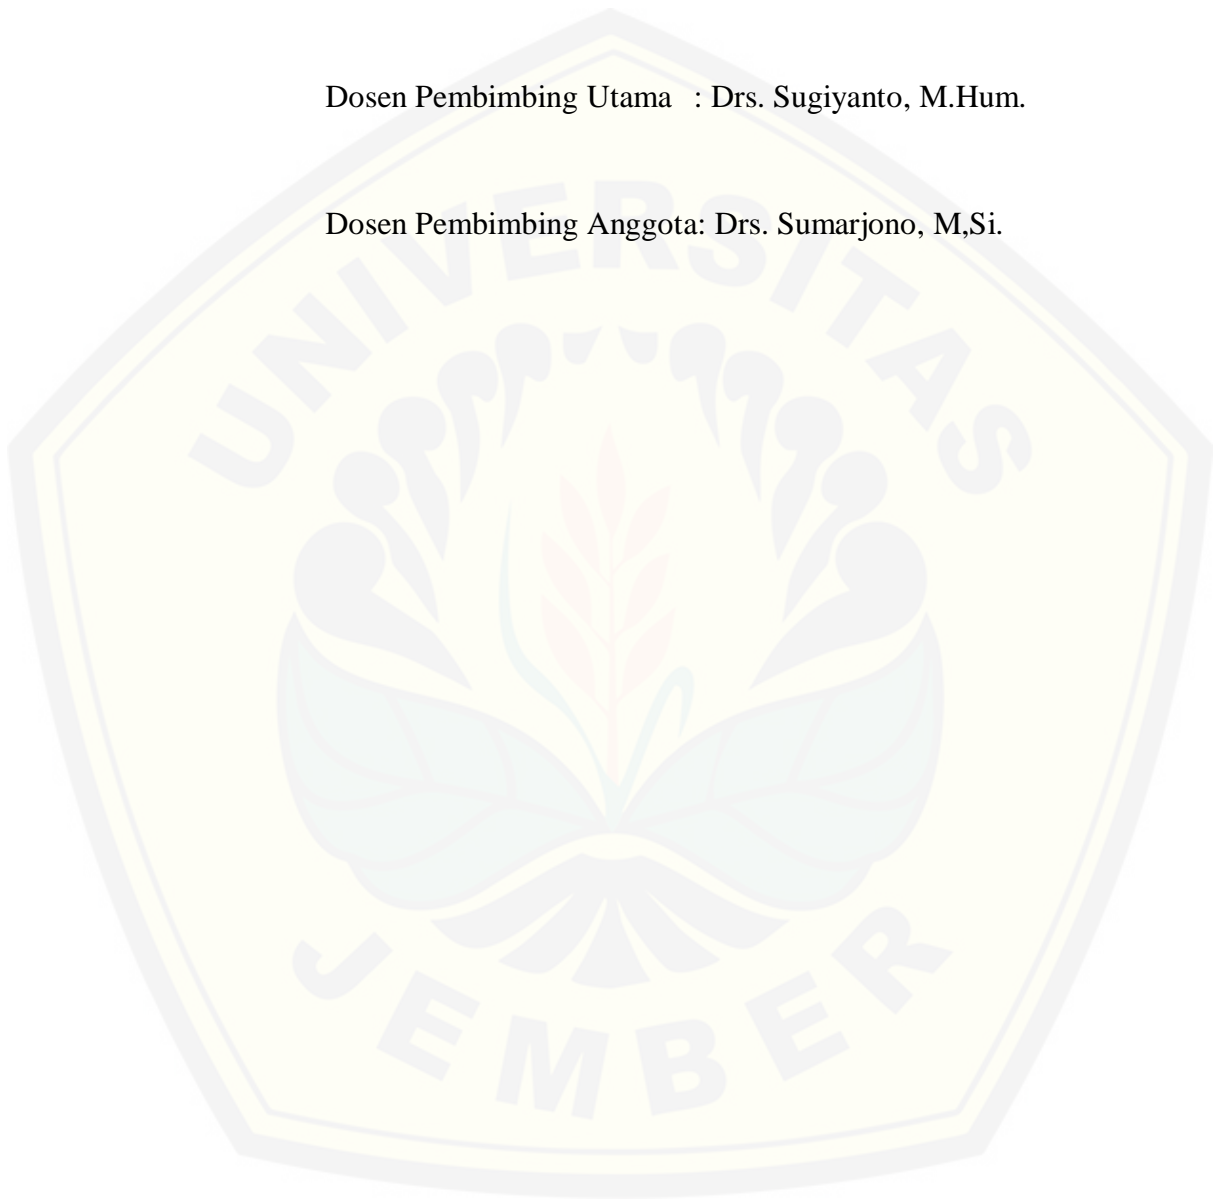 Dosen Pembimbing Utama : Drs. Sugiyanto, M.Hum.
Dosen Pembimbing Anggota: Drs. Sumarjono, M,Si.
UNIVERSITAS
JEMBER